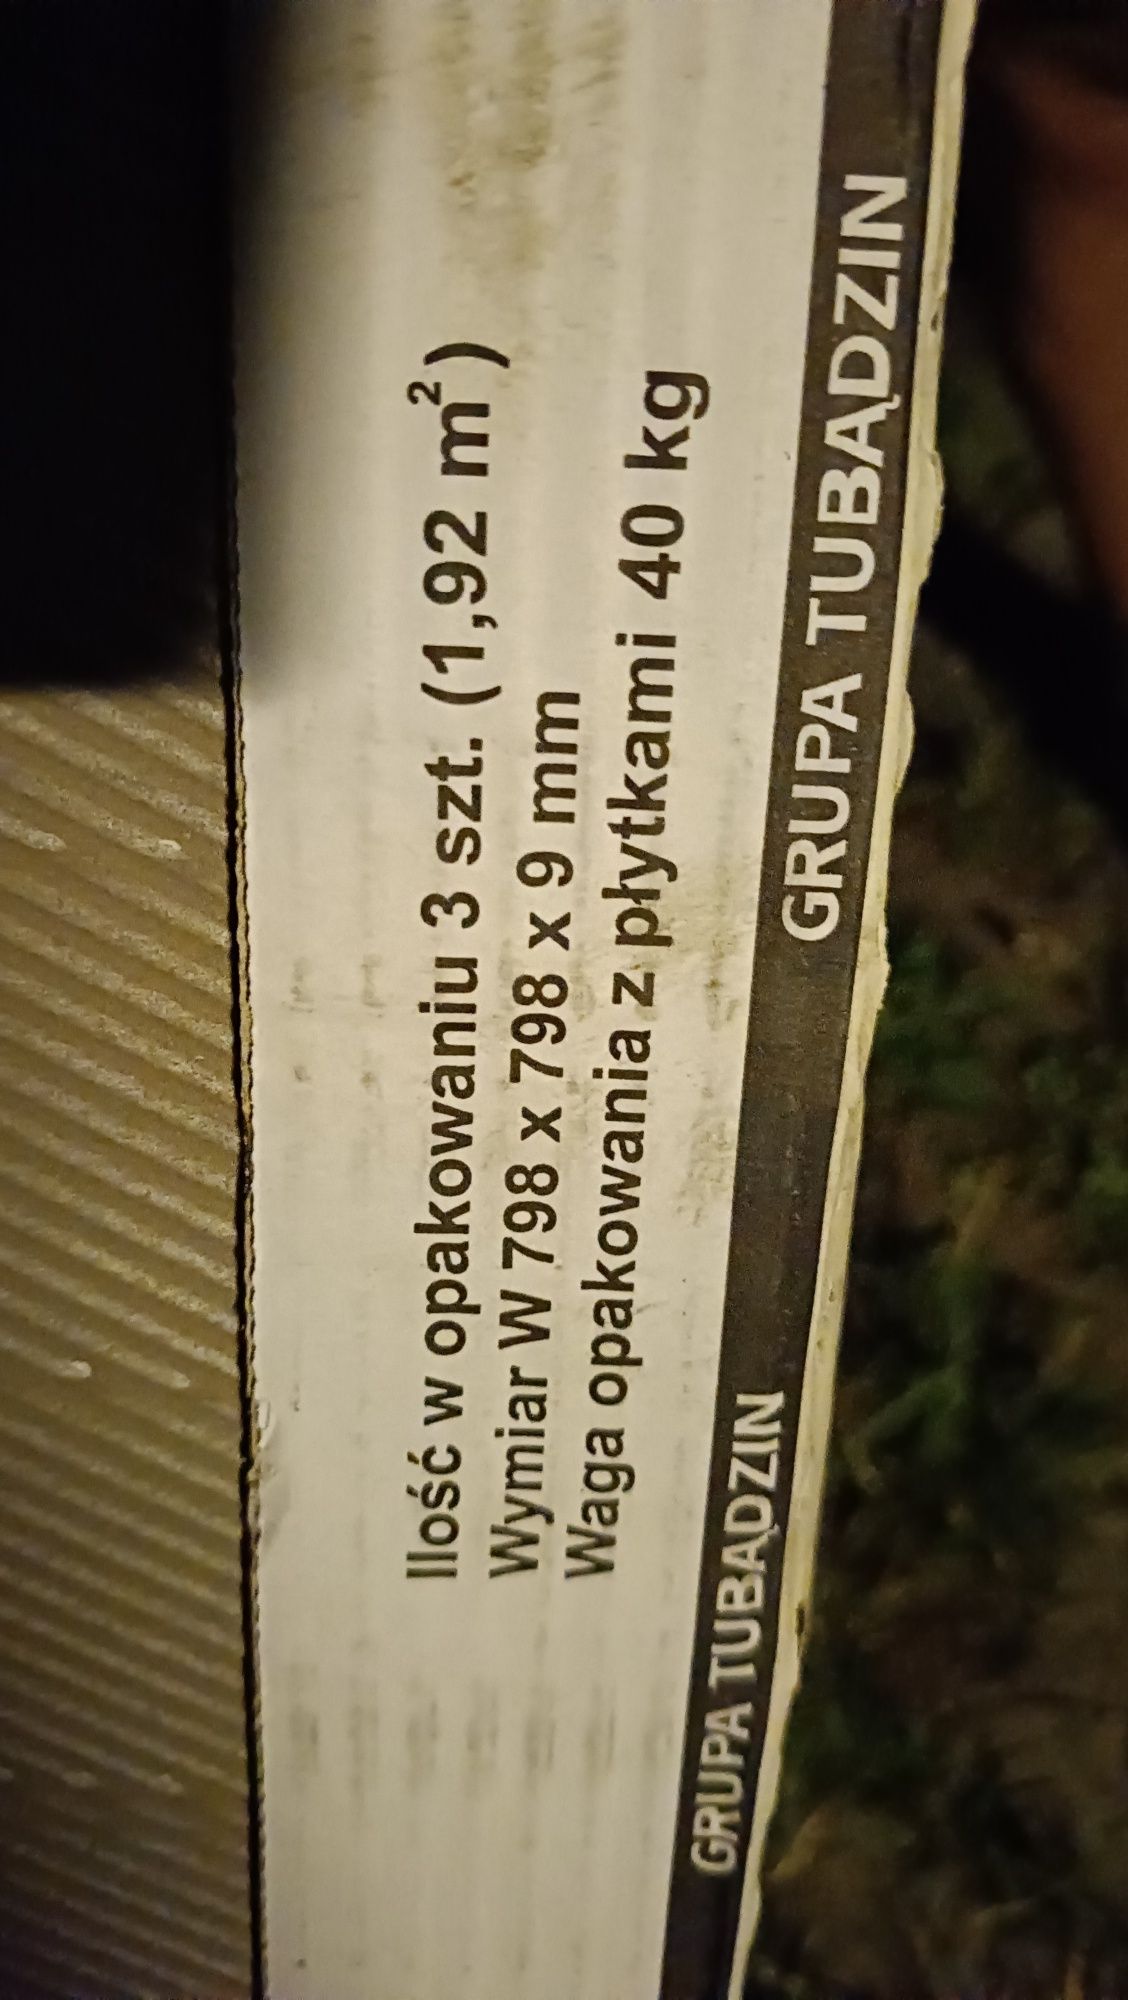 Ilość w opakowaniu 3 szt. (1,92 m²)
Wymiar W 798 x 798 x 9 mm
Waga opakowania z płytkami 40 kg
GRUPA TUBĄDZIN GRUPA TUBĄDZIN